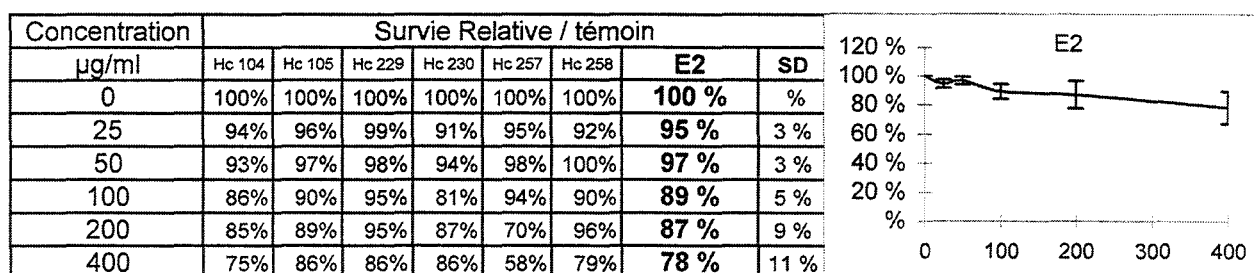 Concentration Survie Relative / témoin
µg/ml Hc 104 Hc 105 Hc 229 Hc 230 Hc 257 Hc 258 E2 SD
0 100% 100% 100% 100% 100% 100% 100 % %
25 94% 96% 99% 91% 95% 92% 95 % 3 %
50 93% 97% 98% 94% 98% 100% 97 % 3 %
100 86% 90% 95% 81% 94% 90% 89 % 5 %
200 85% 89% 95% 87% 70% 96% 87 % 9 %
400 75% 86% 86% 86% 58% 79% 78 % 11 %
E2
120 %
100 %
80 %
60 %
40 %
20 %
%
0 100 200 300 400